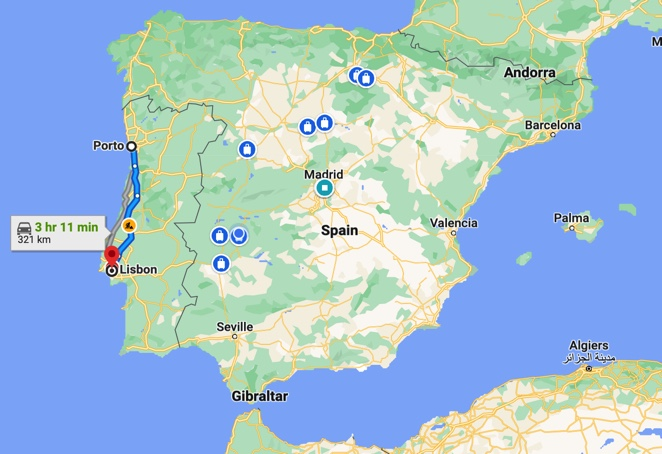 Andorra
Barcelona
Porto
Madrid
3 hr 11 min
321 km
Spain
Valencia
Palma
Lisbon
Seville
Algiers
مدينة الجزائر
Gibraltar
M